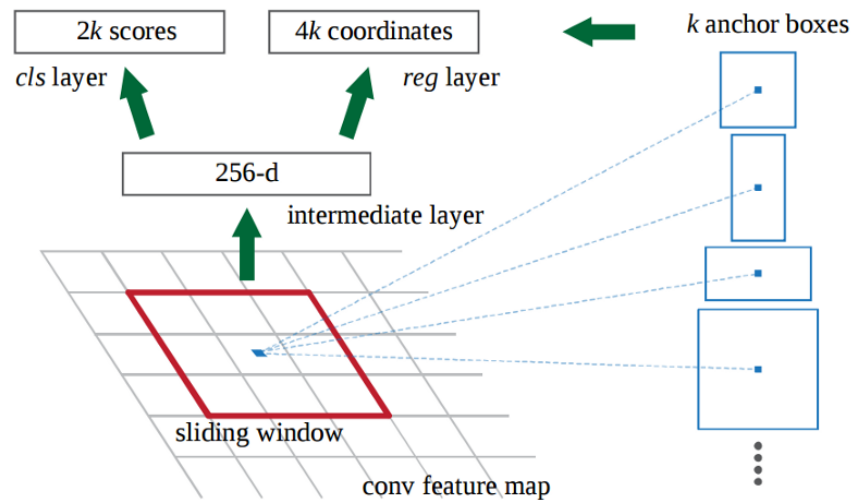 2k scores
4k coordinates
k anchor boxes
cls layer
reg layer
256-d
intermediate layer
sliding window
conv feature map